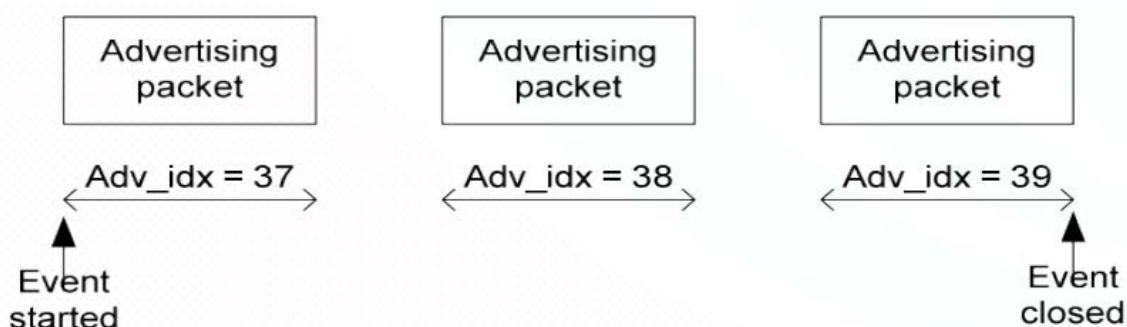 Advertising
packet
Advertising
packet
Advertising
packet
Adv_idx = 37
Adv_idx = 38
Adv_idx = 39
Event
started
Event
closed